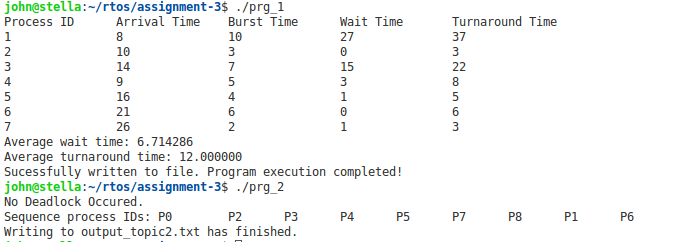 john@stella:~/rtos/assignment-3$ ./prg_1
Process ID Arrival Time Burst Time Wait Time Turnaround Time
1 8 10 27 37
2 10 3 0 3
3 14 7 15 22
4 9 5 3 8
5 16 4 1 5
6 21 6 0 6
7 26 2 1 3
Average wait time: 6.714286
Average turnaround time: 12.000000
Sucessfully written to file. Program execution completed!
john@stella:~/rtos/assignment-3$ ./prg_2
No Deadlock Occured.
Sequence process IDs: P0 P2 P3 P4 P5 P7 P8 P1 P6
Writing to output_topic2.txt has finished.